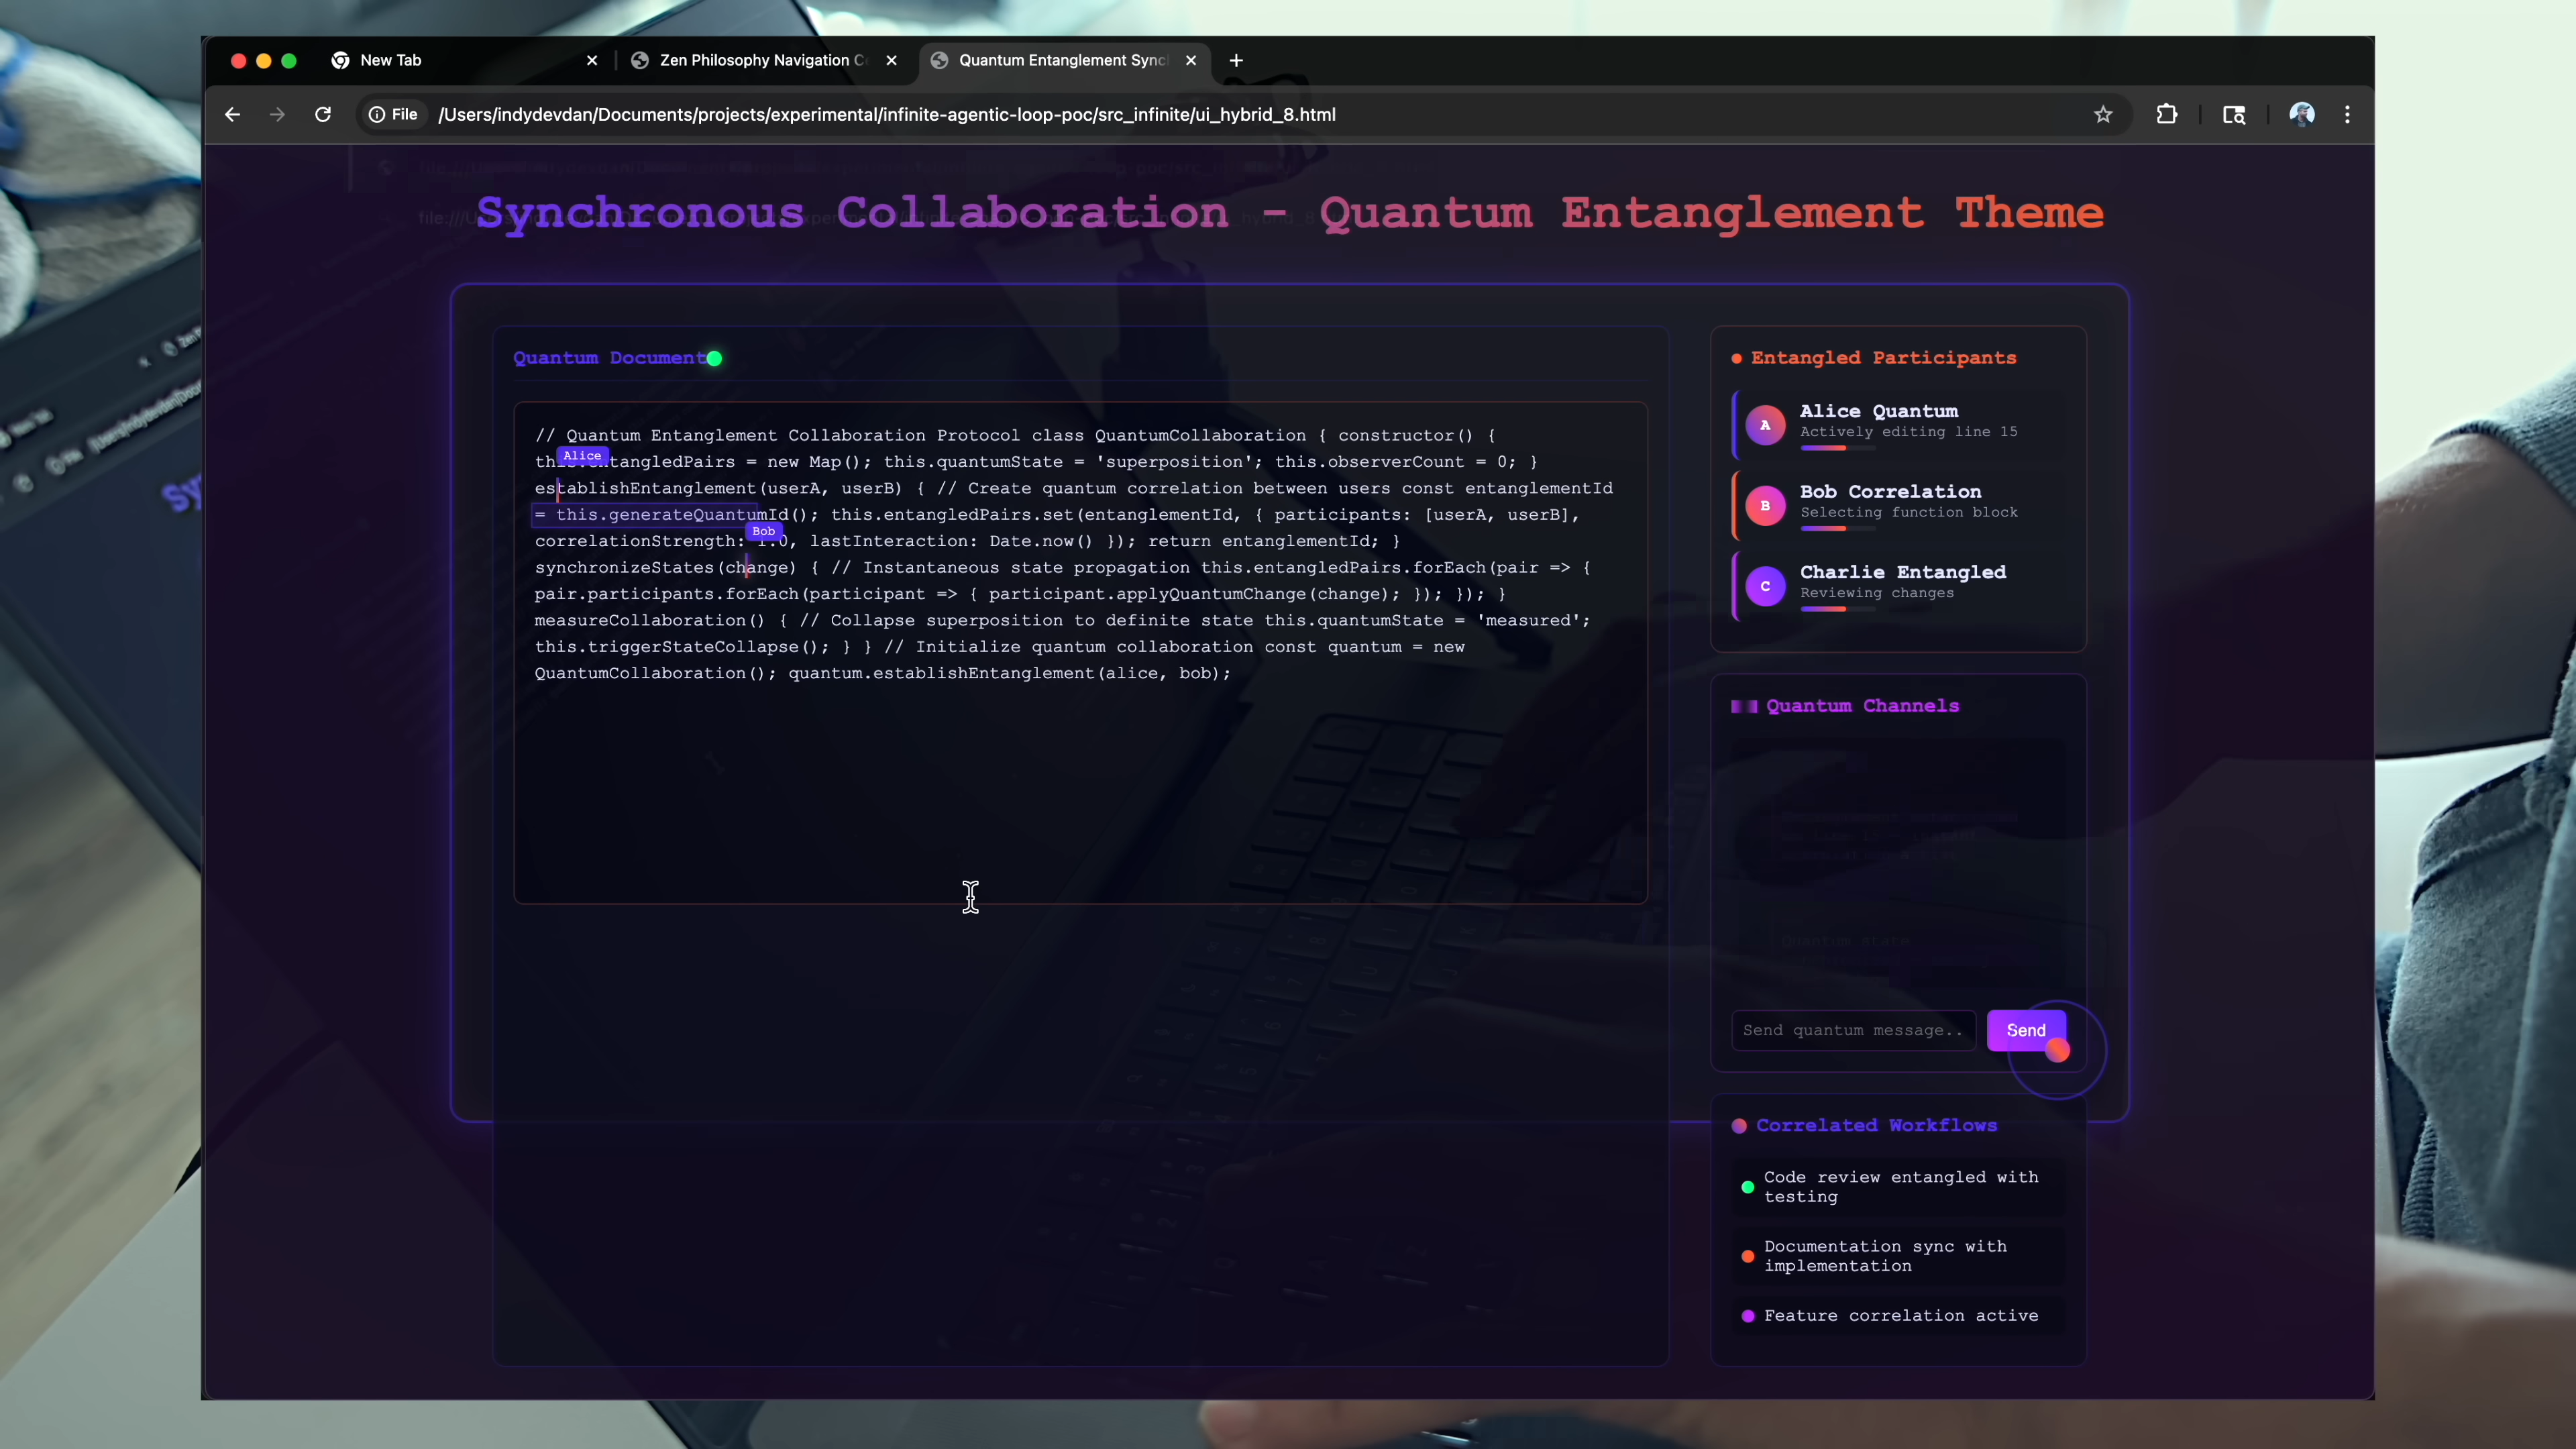 New Tab
Zen Philosophy Navigation
Quantum Entanglement Sync
File /Users/indydevdan/Documents/projects/experimental/infinite-agentic-loop-poc/src_infinite/ui_hybrid_8.html
Synchronous Collaboration – Quantum Entanglement Theme
Quantum Document
// Quantum Entanglement Collaboration Protocol class QuantumCollaboration { constructor() {
Alice
tangledPairs = new Map(); this.quantumState = 'superposition'; this.observerCount = 0; }
establishEntanglement(userA, userB) { // Create quantum correlation between users const entanglementId
= this.generateQuantumId(); this.entangledPairs.set(entanglementId, { participants: [userA, userB],
Bob
correlationStrength: 1.0, lastInteraction: Date.now() }); return entanglementId; }
synchronizeStates(change) { // Instantaneous state propagation this.entangledPairs.forEach(pair => {
pair.participants.forEach(participant => { participant.applyQuantumChange(change); }); }); }
measureCollaboration() { // Collapse superposition to definite state this.quantumState = 'measured';
this.triggerStateCollapse(); } } // Initialize quantum collaboration const quantum = new
QuantumCollaboration(); quantum.establishEntanglement(alice, bob);
Entangled Participants
A
Alice Quantum
Actively editing line 15
B
Bob Correlation
Selecting function block
C
Charlie Entangled
Reviewing changes
Quantum Channels
Quantum state
Send quantum message..
Send
Correlated Workflows
Code review entangled with
testing
Documentation sync with
implementation
Feature correlation active